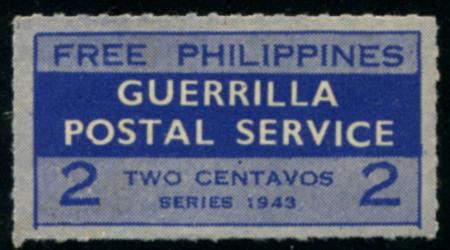 FREE PHILIPPINES
GUERRILLA
POSTAL SERVICE
2 TWO CENTAVOS 2
SERIES 1943